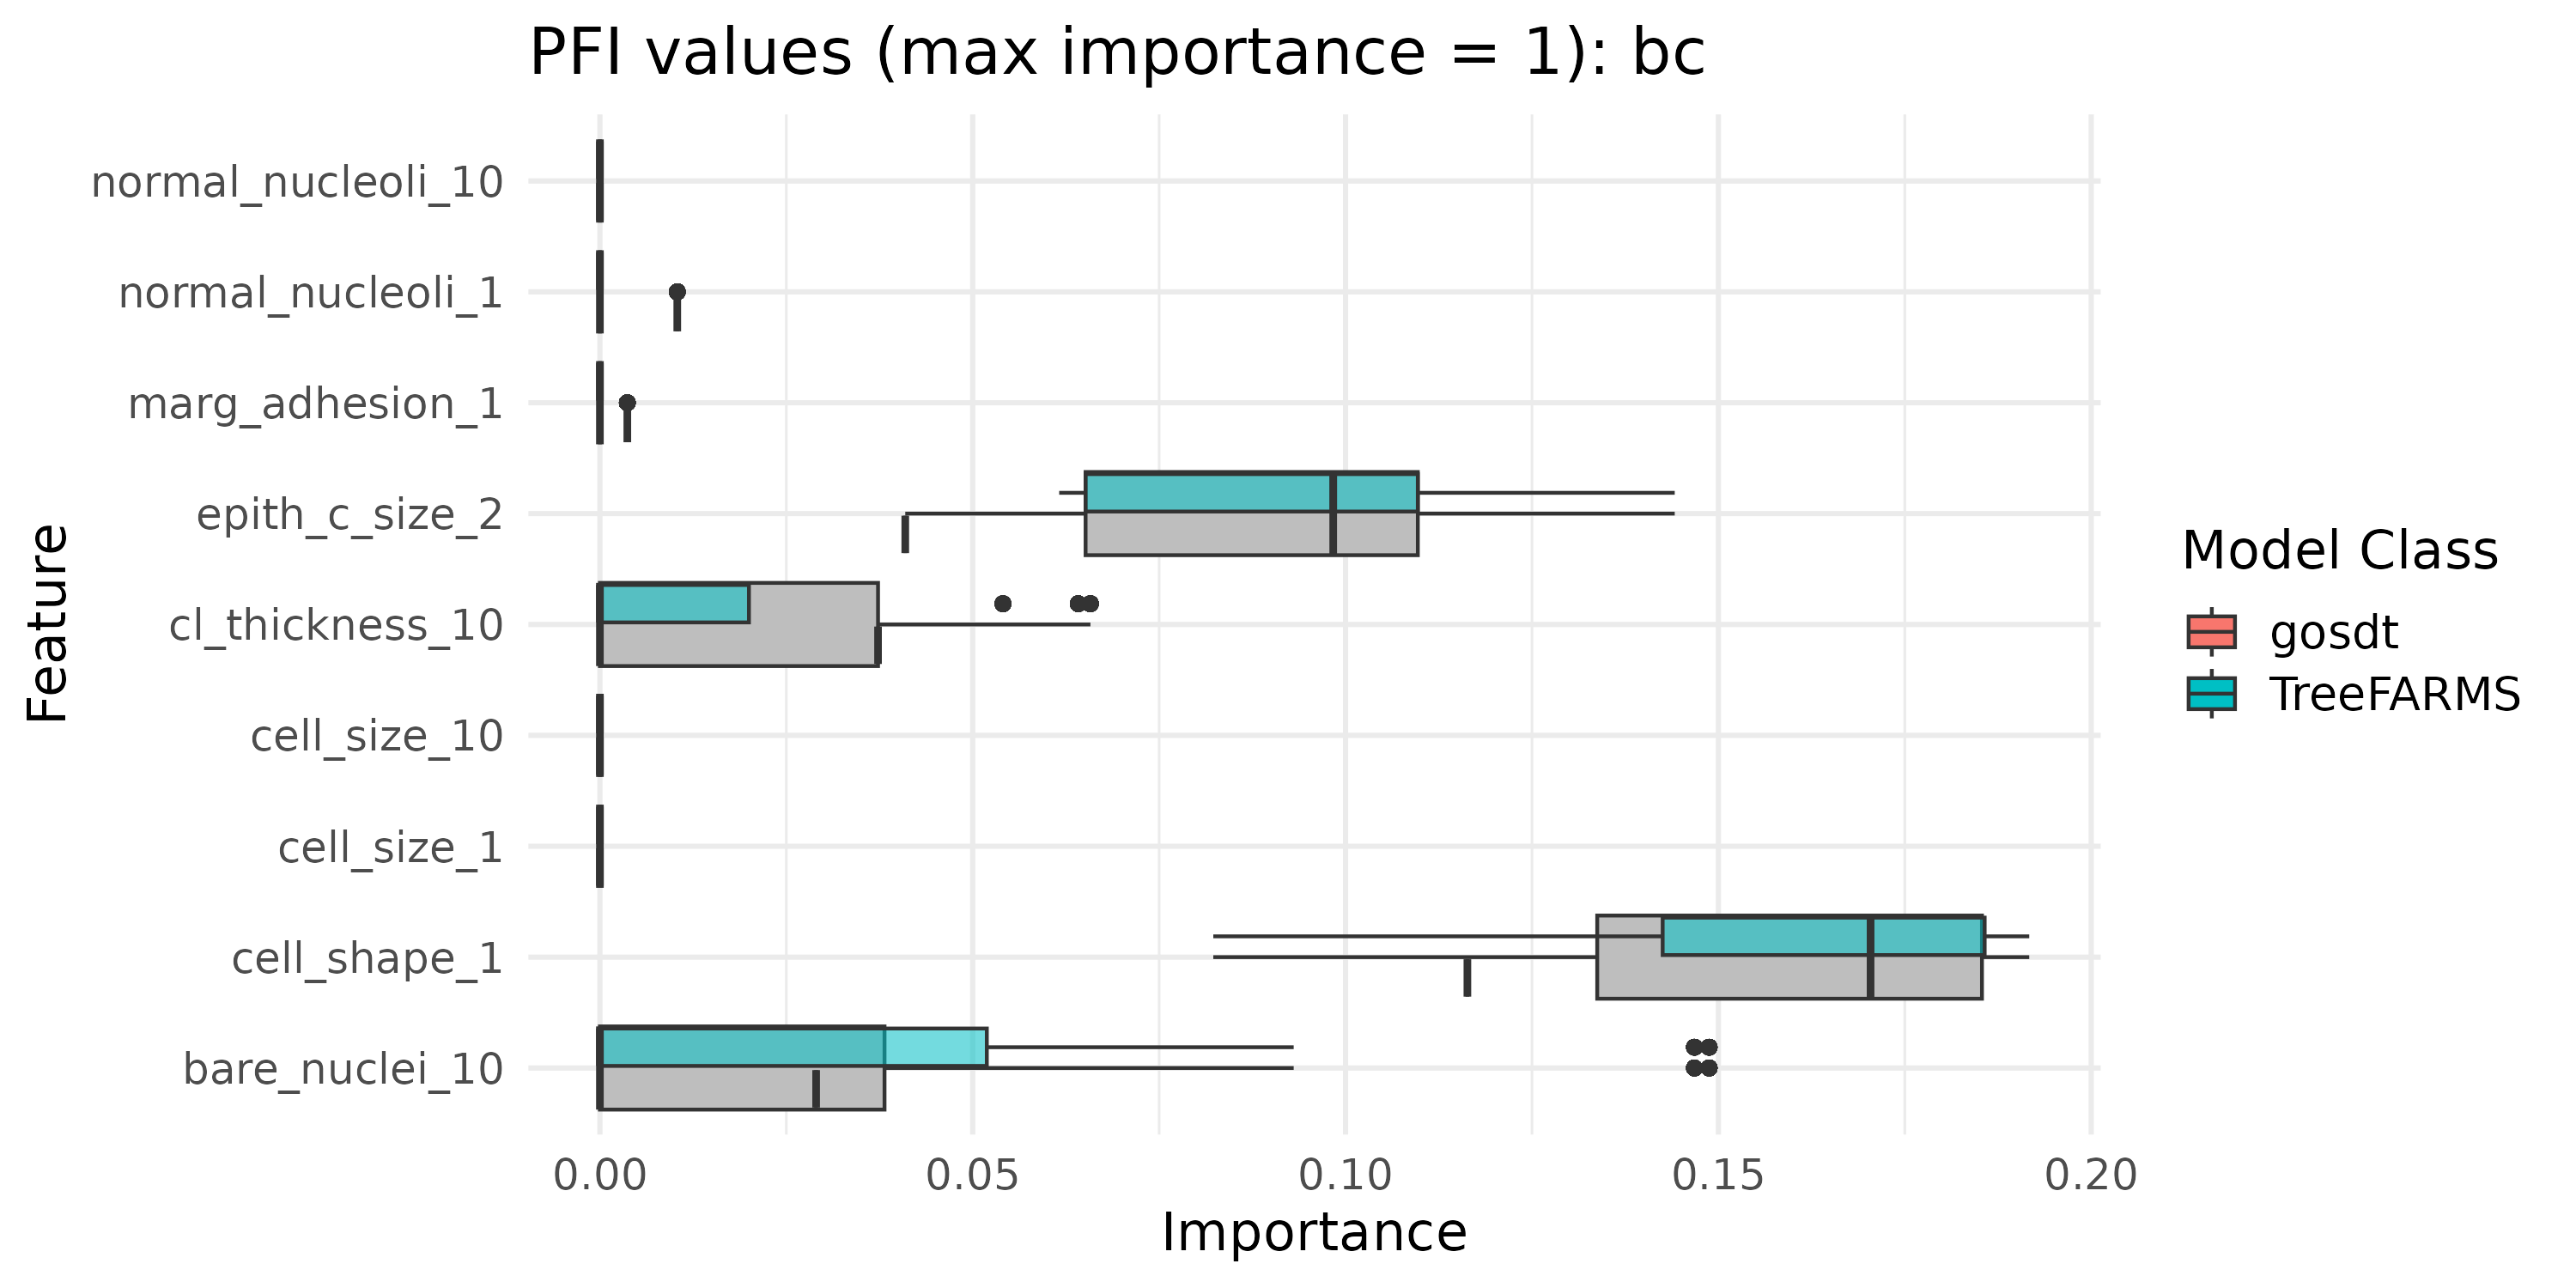 PFI values (max importance = 1): bc
normal_nucleoli_10
normal_nucleoli_1
marg_adhesion_1
epith_c_size_2
cl_thickness_10
cell_size_10
cell_size_1
cell_shape_1
bare_nuclei_10
Feature
0.00 0.05 0.10 0.15 0.20
Importance
Model Class
gosdt
TreeFARMS